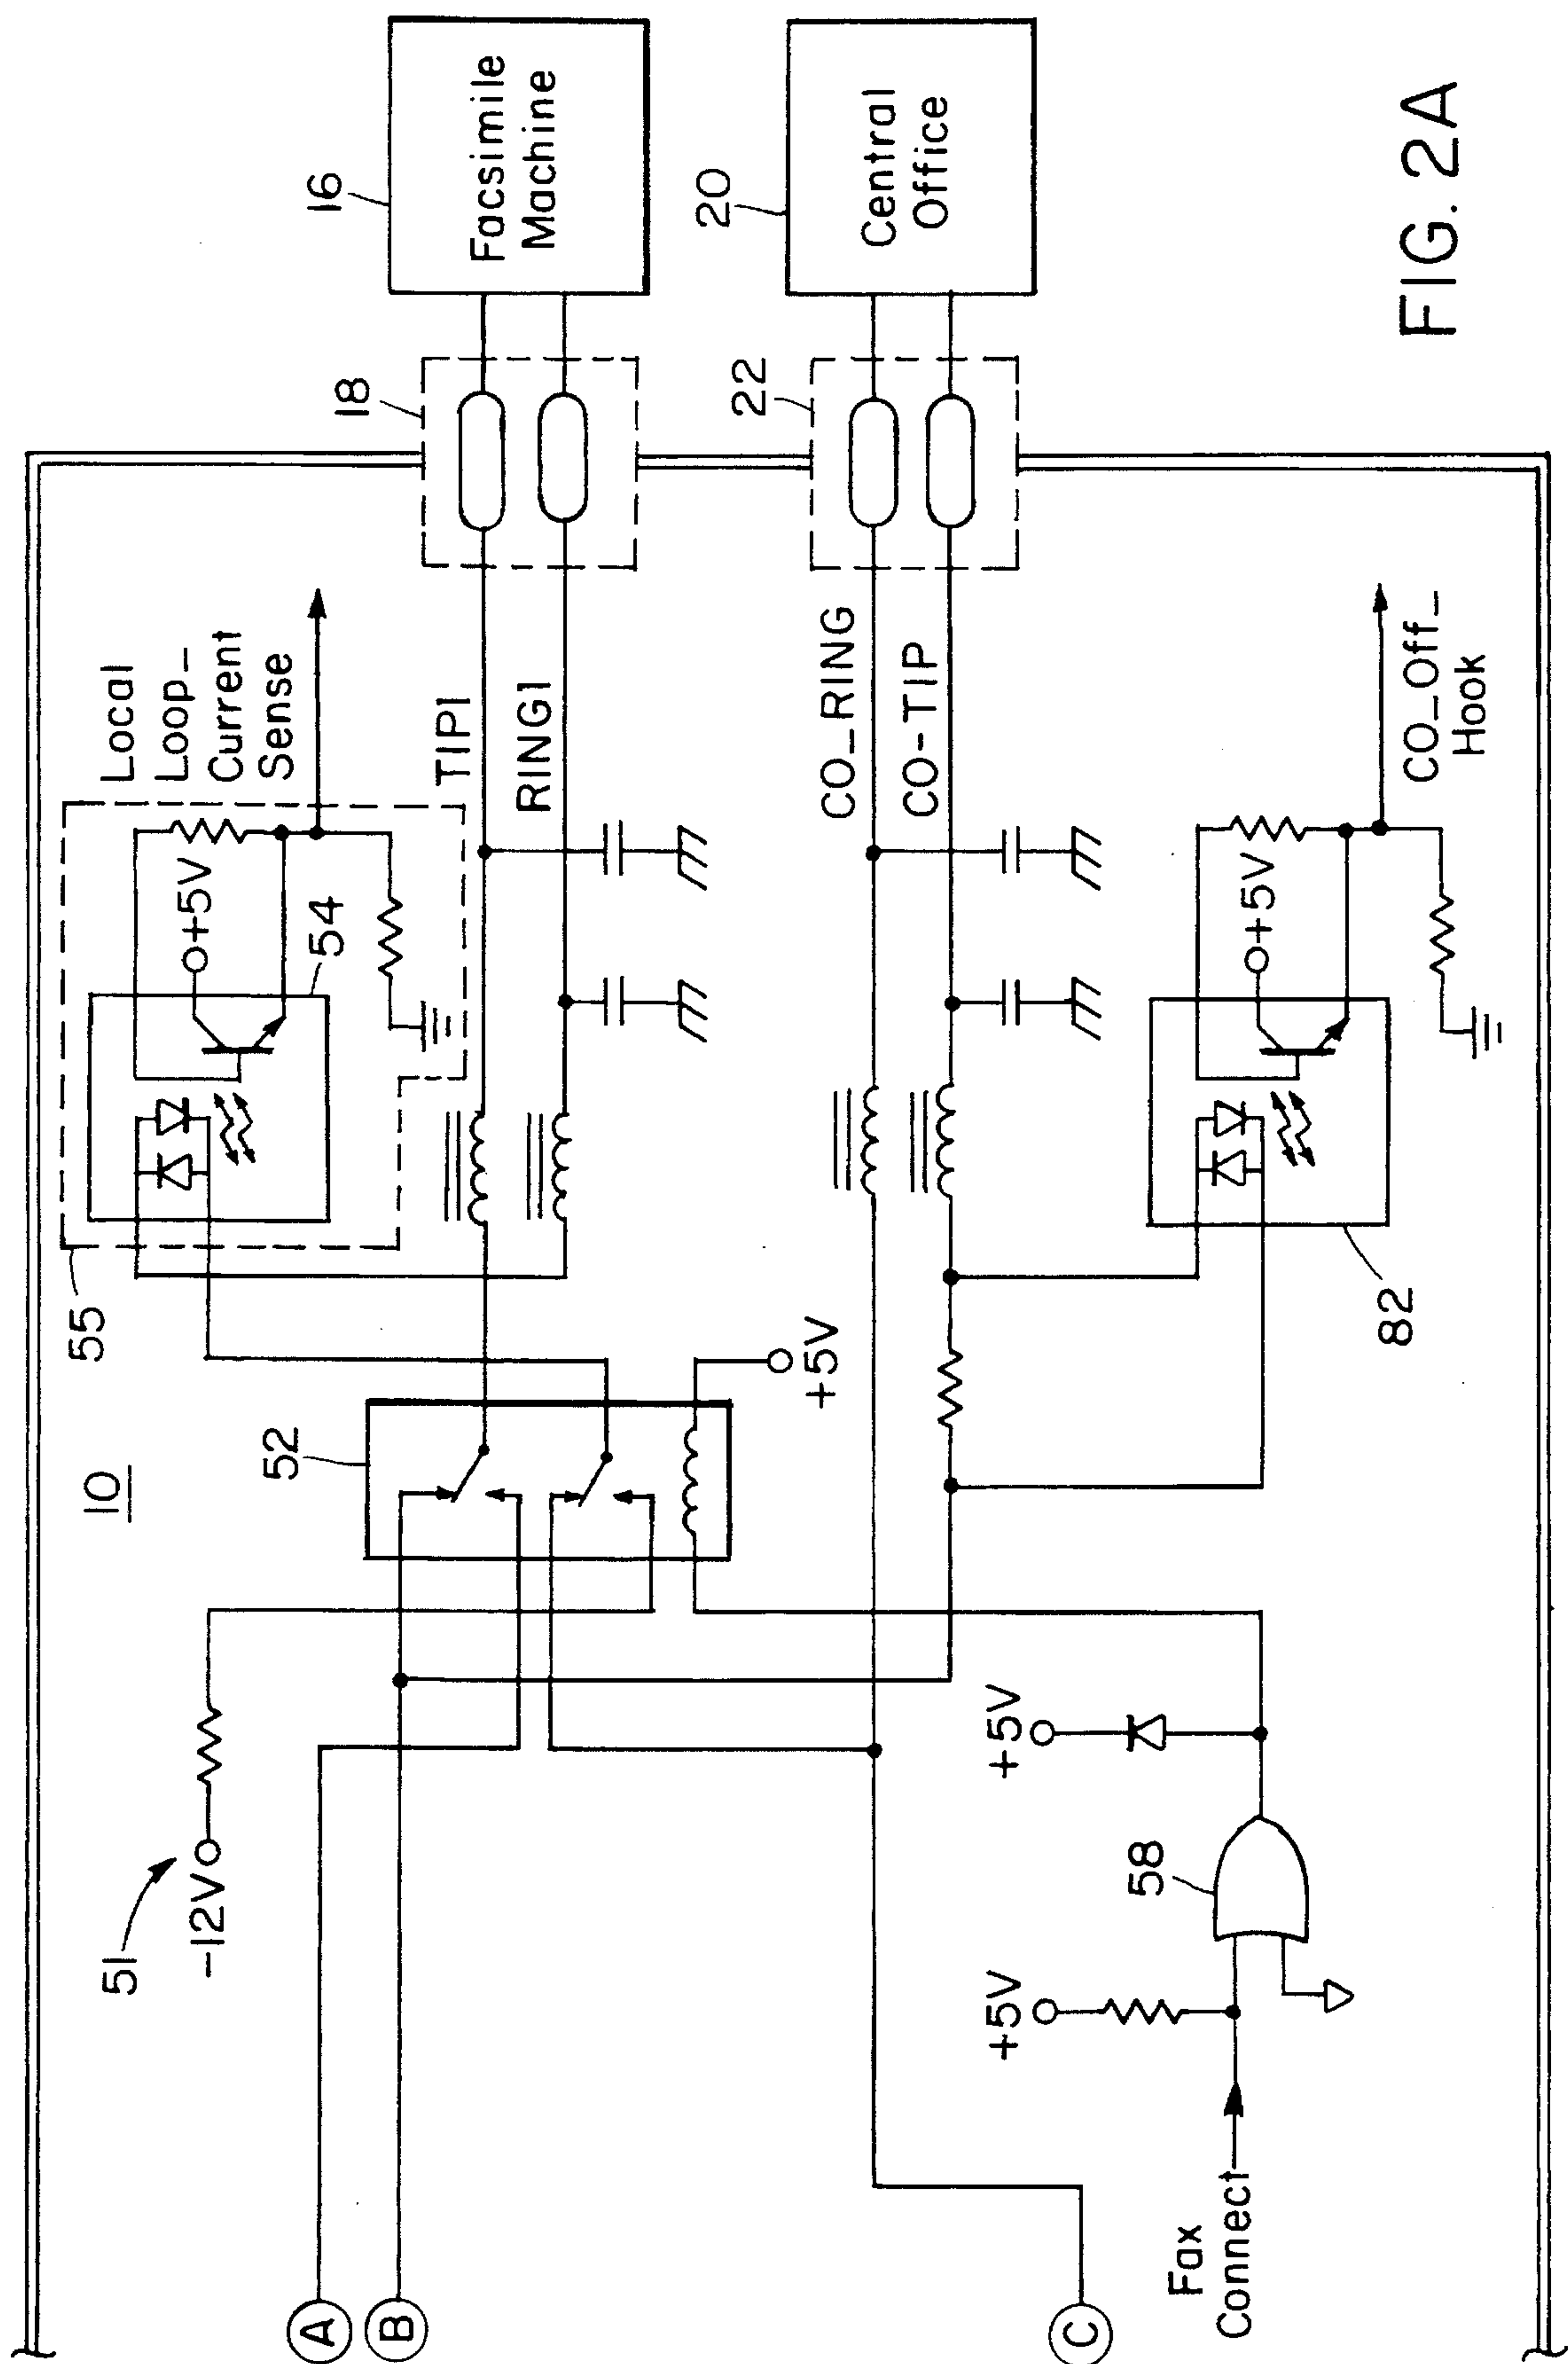 10
55
Local
Loop_
Current
Sense
+5V
54
51
-12V
52
+5V
TIP1
RING1
18
16
Facsimile
Machine
A
B
CO_RING
CO-TIP
22
20
Central
Office
C
+5V
+5V
Fax
Connect
58
82
+5V
CO_Off_
Hook
FIG. 2A